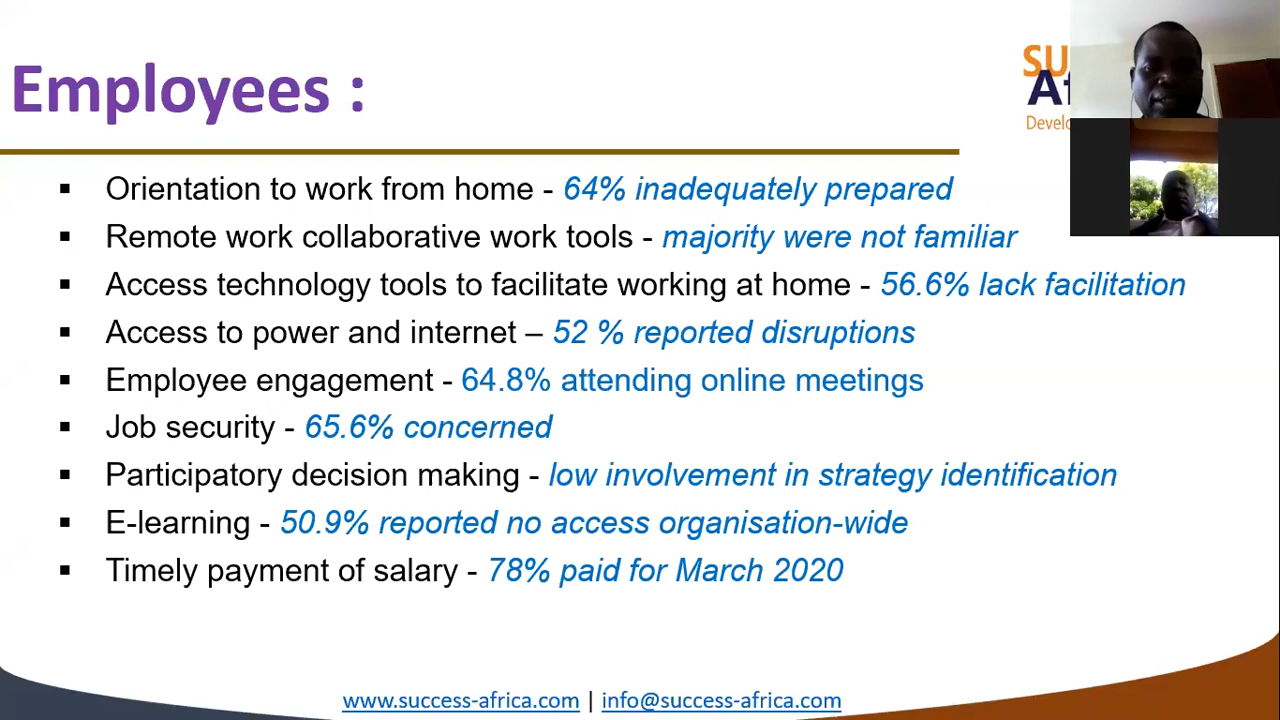 Employees :
SU
Af
Develo
▪ Orientation to work from home - 64% inadequately prepared
▪ Remote work collaborative work tools - majority were not familiar
▪ Access technology tools to facilitate working at home - 56.6% lack facilitation
▪ Access to power and internet – 52 % reported disruptions
▪ Employee engagement - 64.8% attending online meetings
▪ Job security - 65.6% concerned
▪ Participatory decision making - low involvement in strategy identification
▪ E-learning - 50.9% reported no access organisation-wide
▪ Timely payment of salary - 78% paid for March 2020
www.success-africa.com | info@success-africa.com